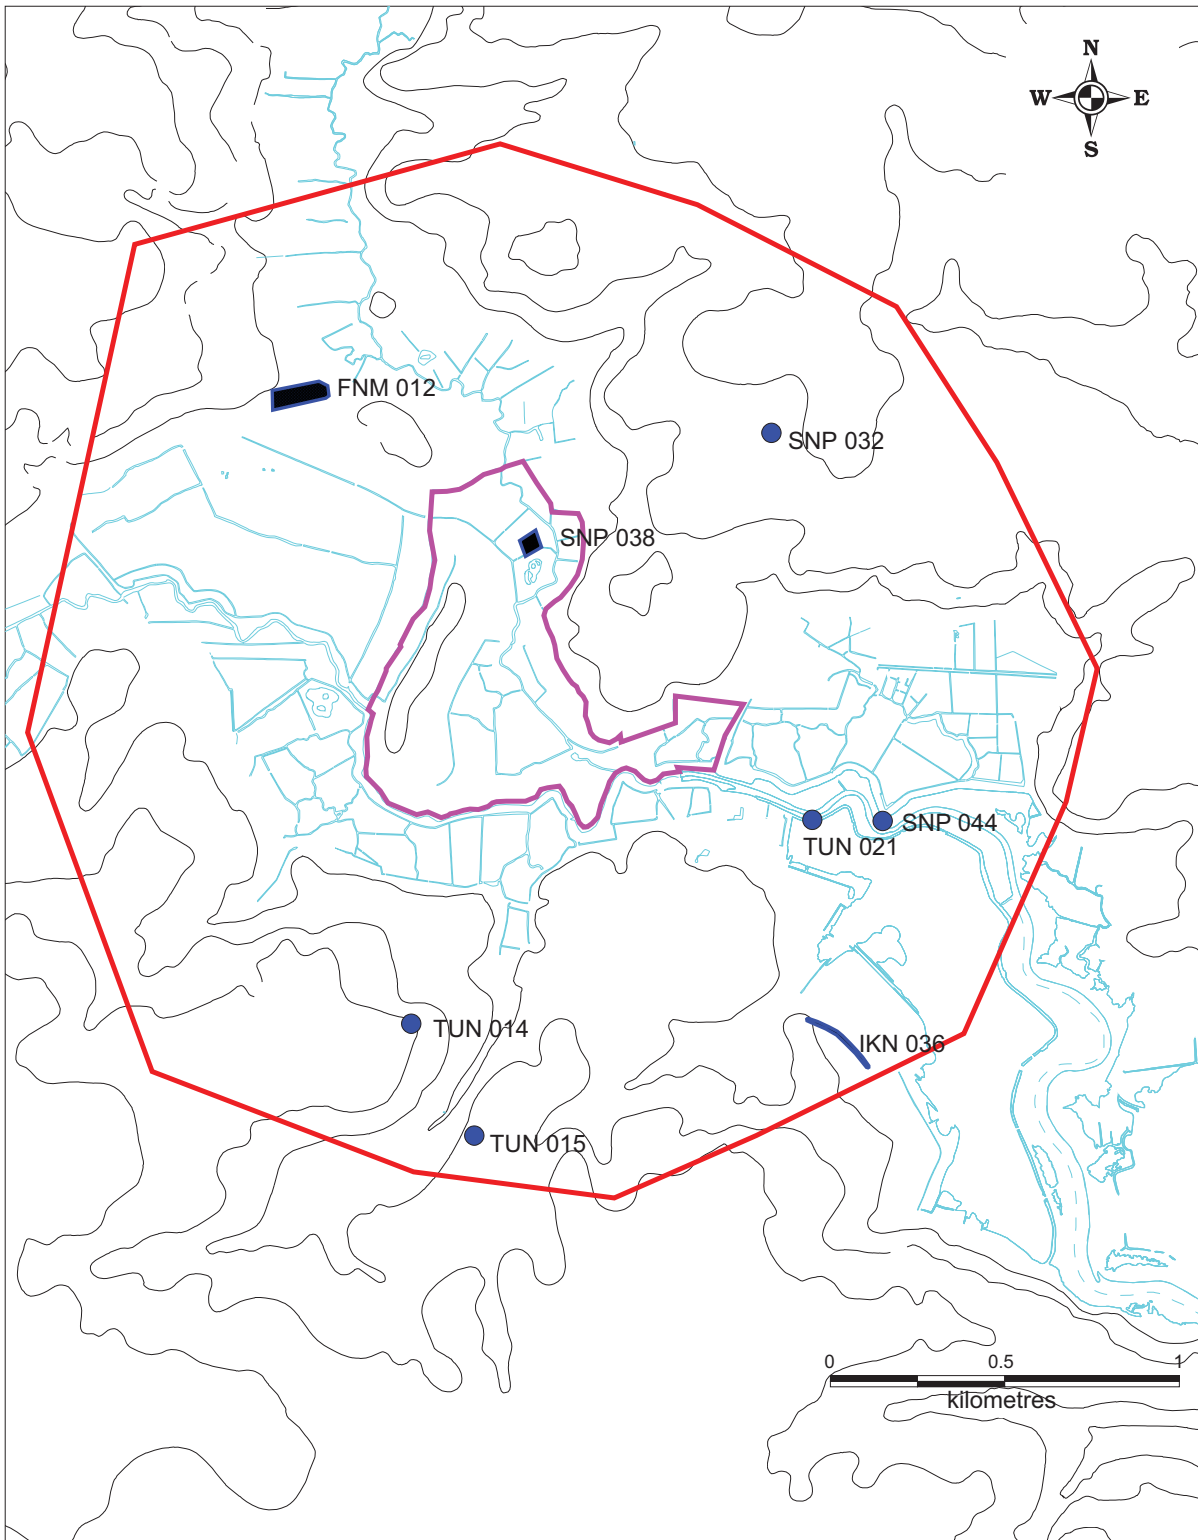 N
W E
S
FNM 012
SNP 032
SNP 038
SNP 044
TUN 021
TUN 014
IKN 036
TUN 015
0 0.5 1
kilometres